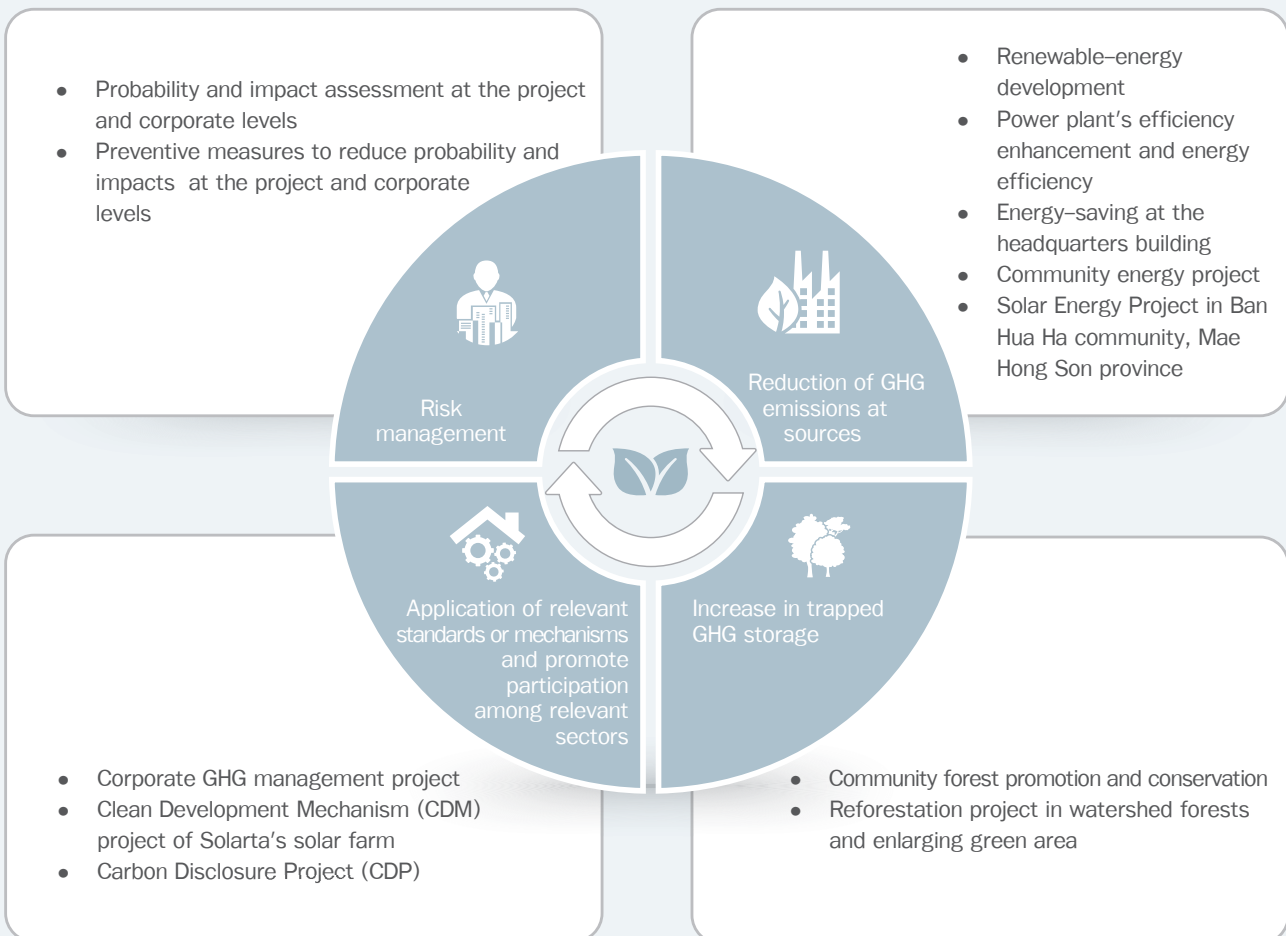 ● Probability and impact assessment at the project
and corporate levels
● Preventive measures to reduce probability and
impacts at the project and corporate
levels
● Renewable–energy
development
● Power plant's efficiency
enhancement and energy
efficiency
● Energy–saving at the
headquarters building
● Community energy project
● Solar Energy Project in Ban
Hua Ha community, Mae
Hong Son province
Risk
management
Reduction of GHG
emissions at
sources
Application of relevant
standards or mechanisms
and promote
participation
among relevant
sectors
Increase in trapped
GHG storage
● Corporate GHG management project
● Clean Development Mechanism (CDM)
project of Solarta's solar farm
● Carbon Disclosure Project (CDP)
● Community forest promotion and conservation
● Reforestation project in watershed forests
and enlarging green area